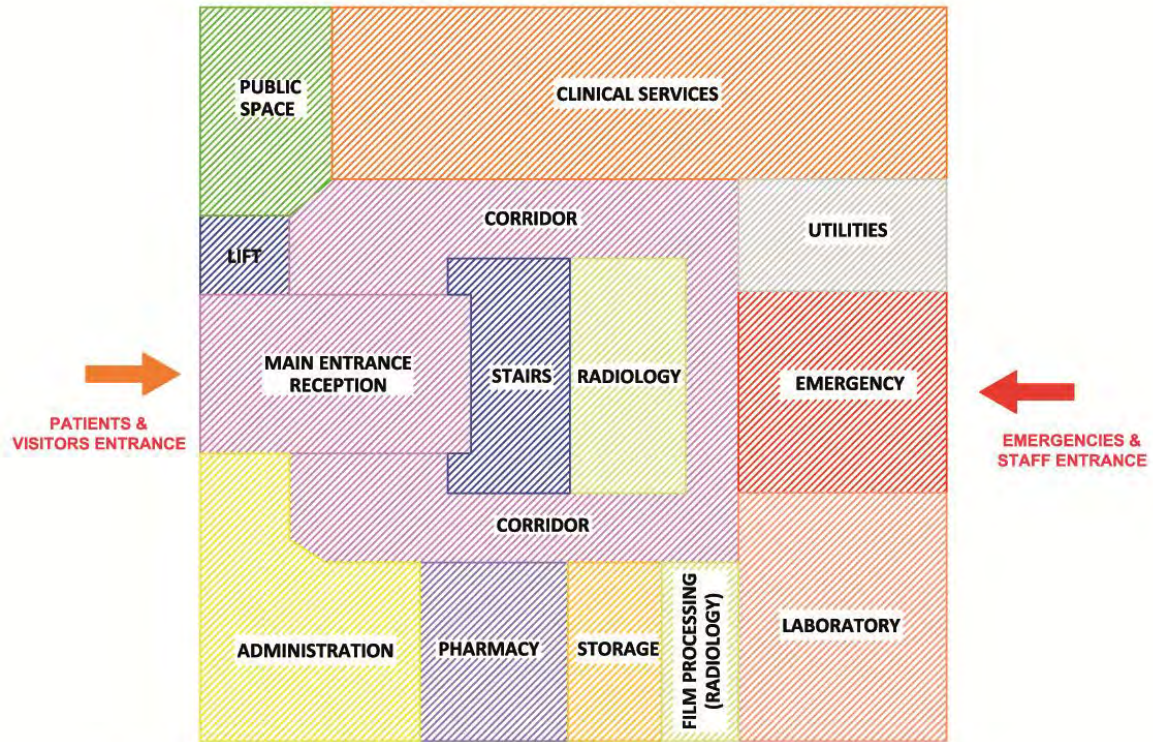 PUBLIC
SPACE
CLINICAL SERVICES
CORRIDOR
UTILITIES
LIFT
MAIN ENTRANCE
RECEPTION
STAIRS
RADIOLOGY
EMERGENCY
PATIENTS &
VISITORS ENTRANCE
EMERGENCIES &
STAFF ENTRANCE
CORRIDOR
ADMINISTRATION
PHARMACY
STORAGE
FILM PROCESSING
(RADIOLOGY)
LABORATORY